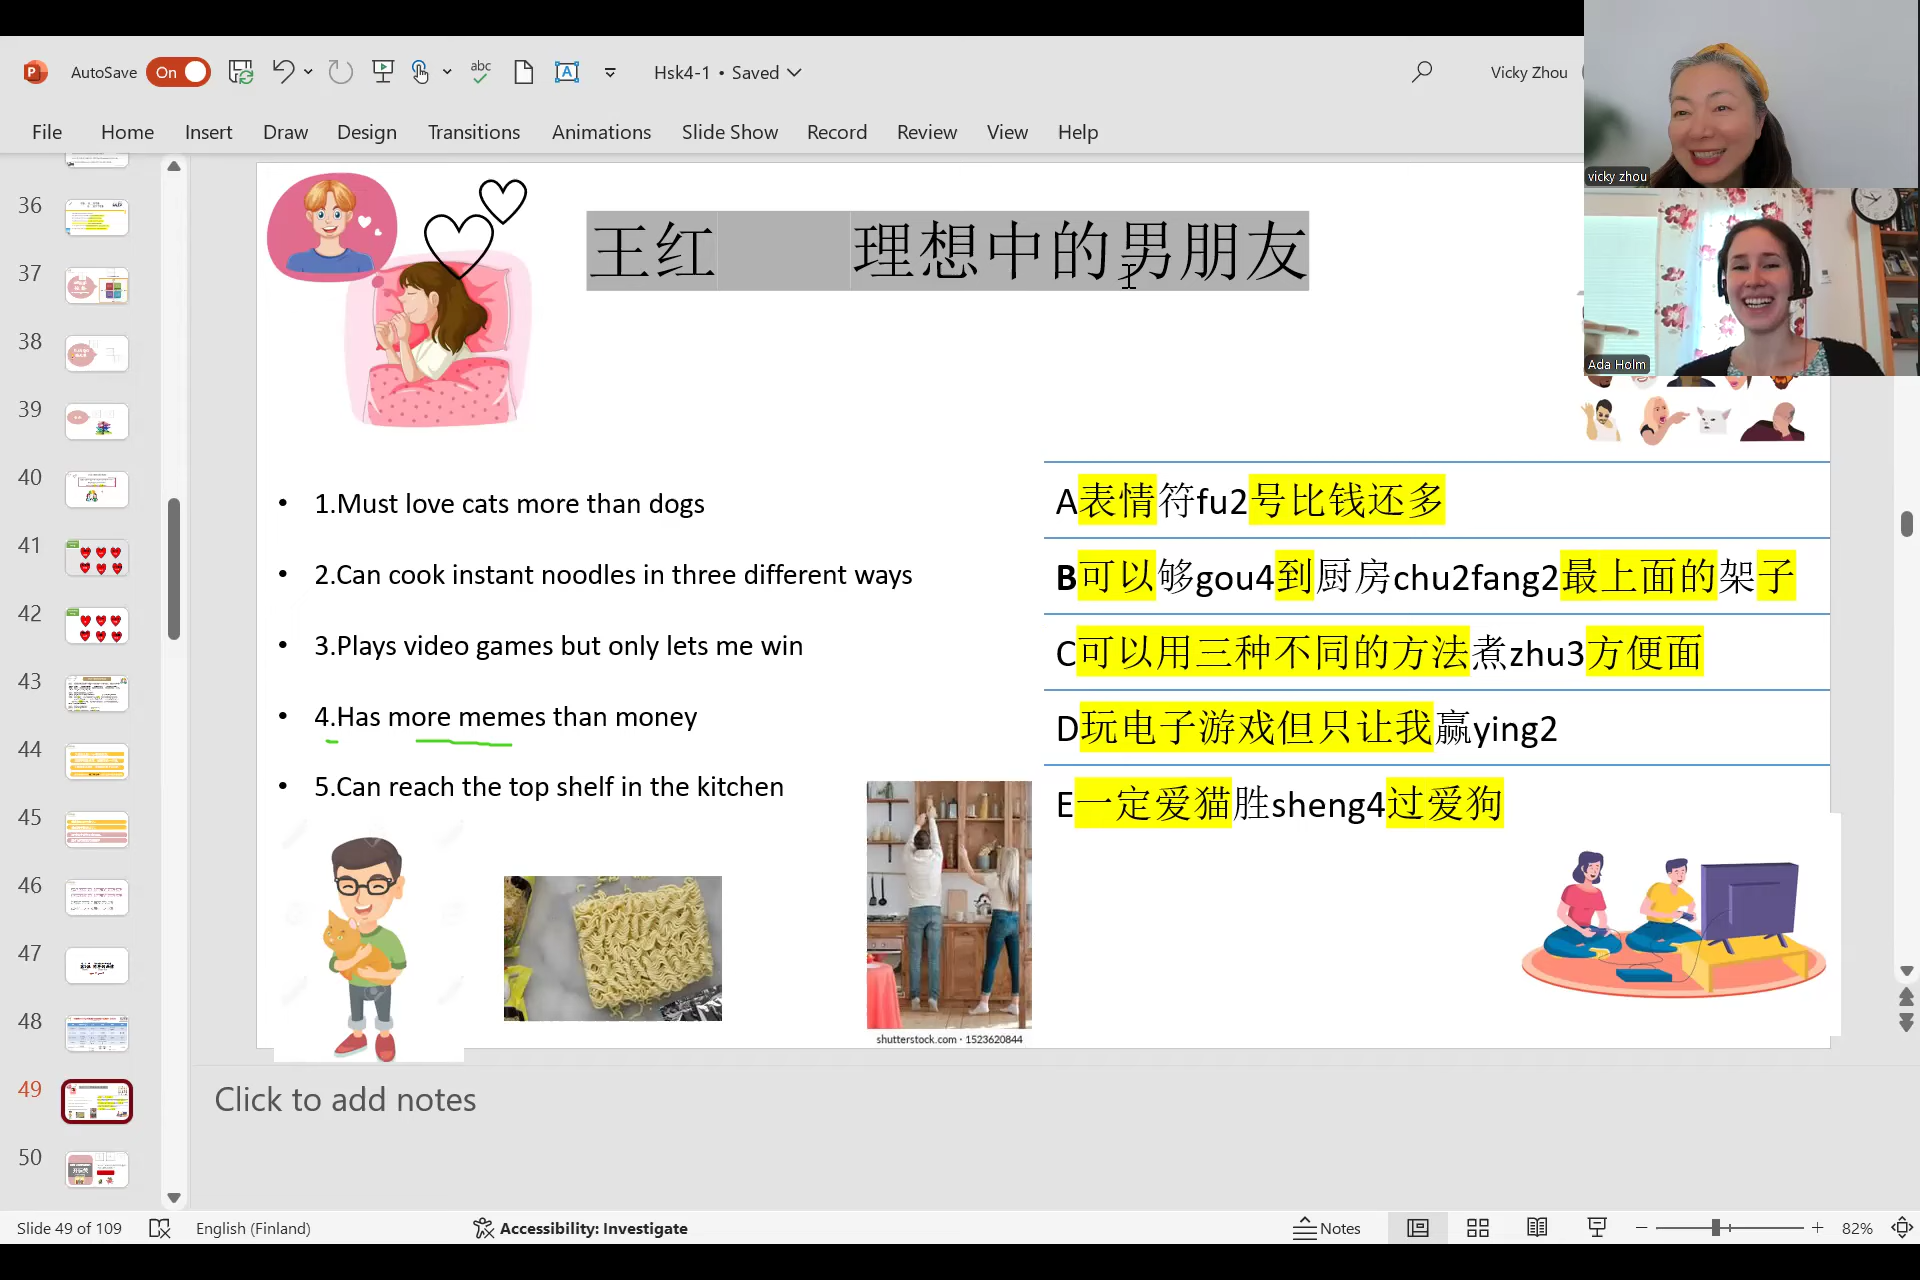 AutoSave On
Hsk4-1 • Saved
Vicky Zhou
File Home Insert Draw Design Transitions Animations Slide Show Record Review View Help
vicky zhou
Ada Holm
36
37
38
39
40
41
42
43
44
45
46
47
48
49
50
王红 理想中的男朋友
• 1.Must love cats more than dogs
• 2.Can cook instant noodles in three different ways
• 3.Plays video games but only lets me win
• 4.Has more memes than money
• 5.Can reach the top shelf in the kitchen
A表情符fu2号比钱还多
B可以够gou4到厨房chu2fang2最上面的架子
C可以用三种不同的方法煮zhu3方便面
D玩电子游戏但只让我赢ying2
E一定爱猫胜sheng4过爱狗
shutterstock.com · 1523620844
Click to add notes
Slide 49 of 109
English (Finland)
Accessibility: Investigate
Notes
82%